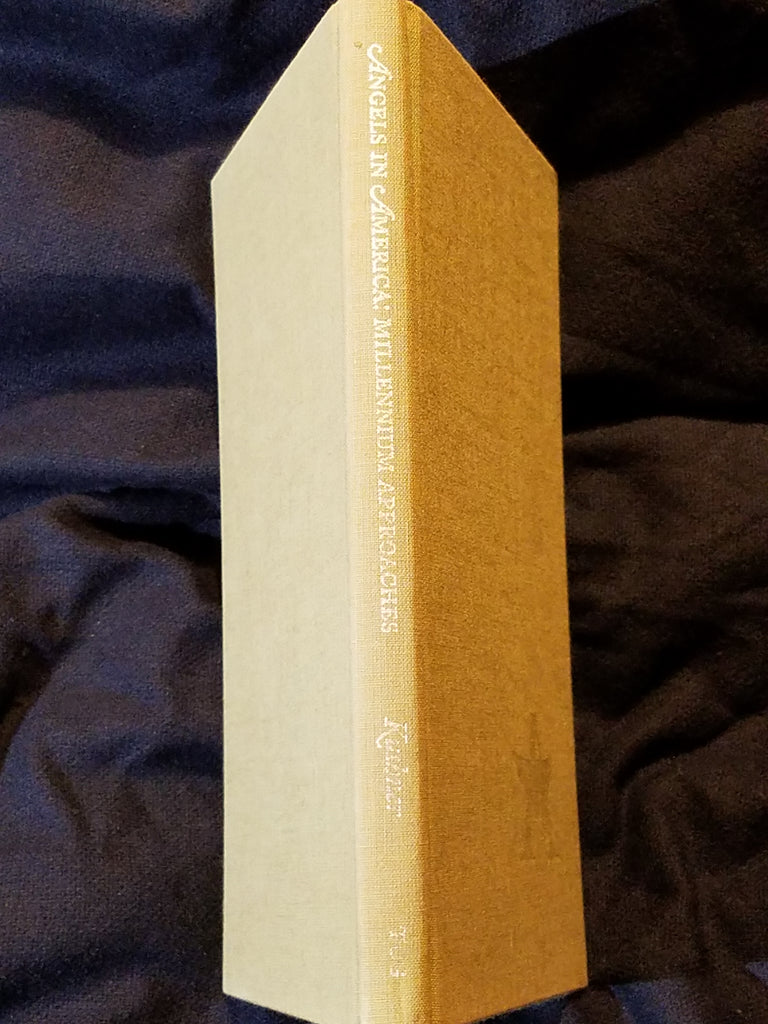 ANGELS IN AMERICA: MILLENNIUM APPROACHES
Kushner